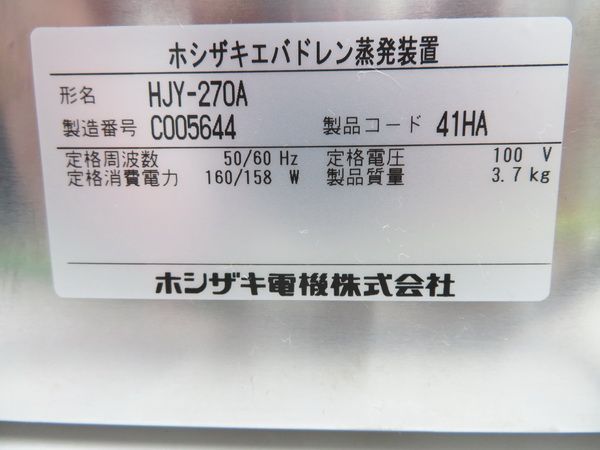 ホシザキエバドレン蒸発装置
形名 HJY-270A
製造番号 C005644 製品コード 41HA
定格周波数 50/60 Hz 定格電圧 100 V
定格消費電力 160/158 W 製品質量 3.7kg
ホシザキ電機株式会社